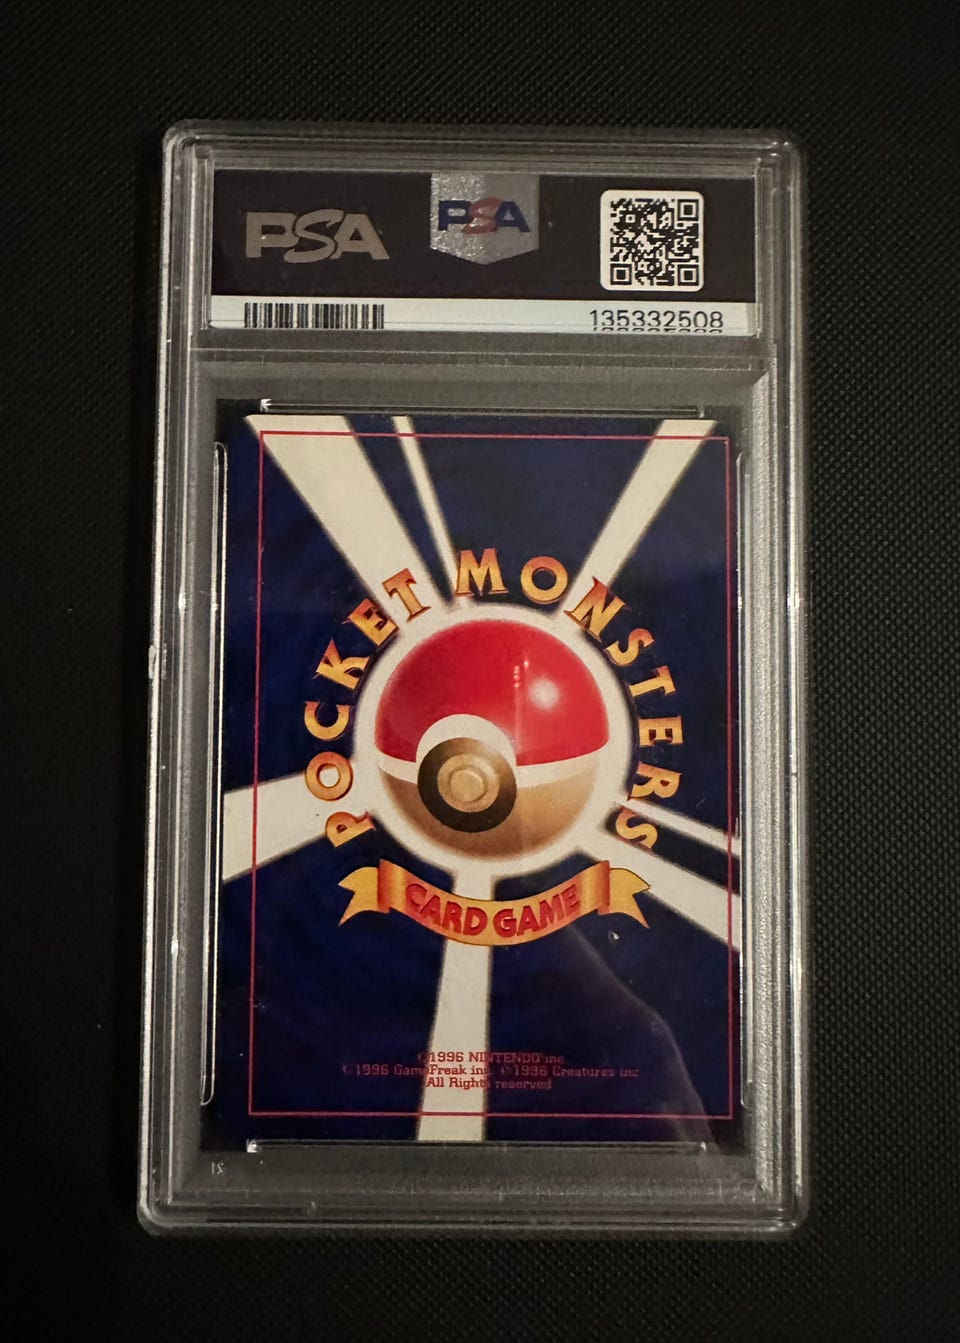 PSA
PSA
135332508
POCKET MONSTERS
CARD GAME
©1996 NINTENDO inc
©1996 GameFreak inc. ©1996 Creatures inc
All Rights reserved
21